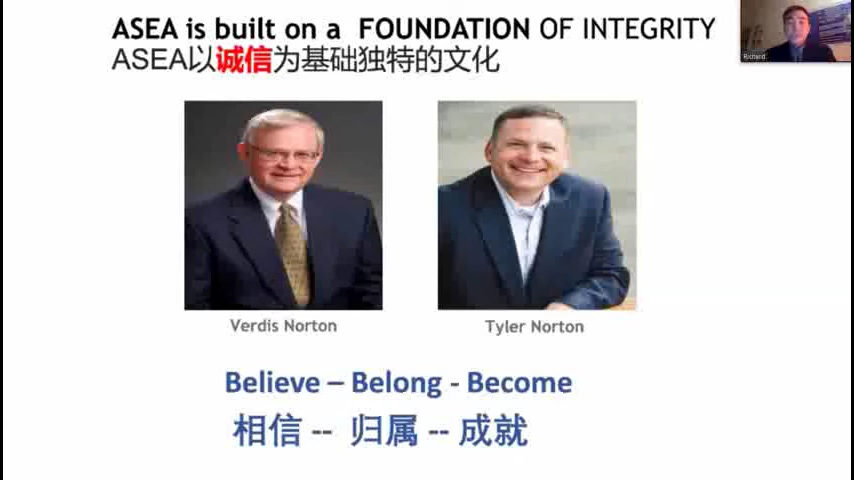 ASEA is built on a FOUNDATION OF INTEGRITY
ASEA以诚信为基础独特的文化
Richard
Verdis Norton
Tyler Norton
Believe – Belong - Become
相信 -- 归属 -- 成就